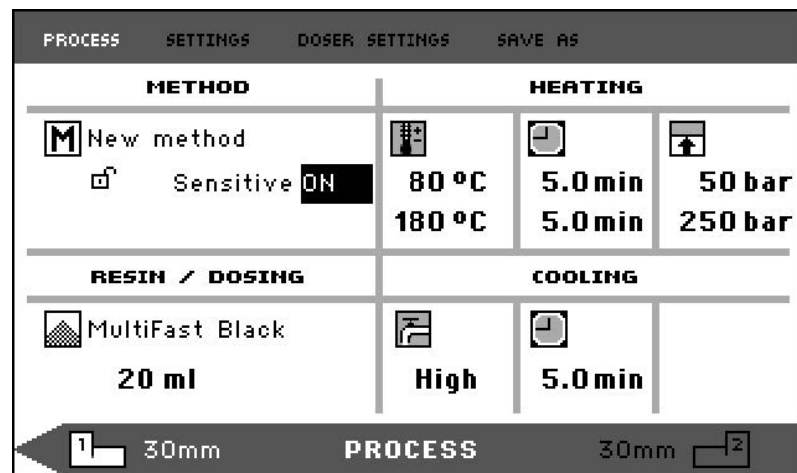 PROCESS SETTINGS DOSER SETTINGS SAVE AS
METHOD HEATING
M New method
Sensitive ON 80 ºC 5.0 min 50 bar
180 ºC 5.0 min 250 bar
RESIN / DOSING COOLING
MultiFast Black
20 ml High 5.0 min
1 30mm PROCESS 30mm 2